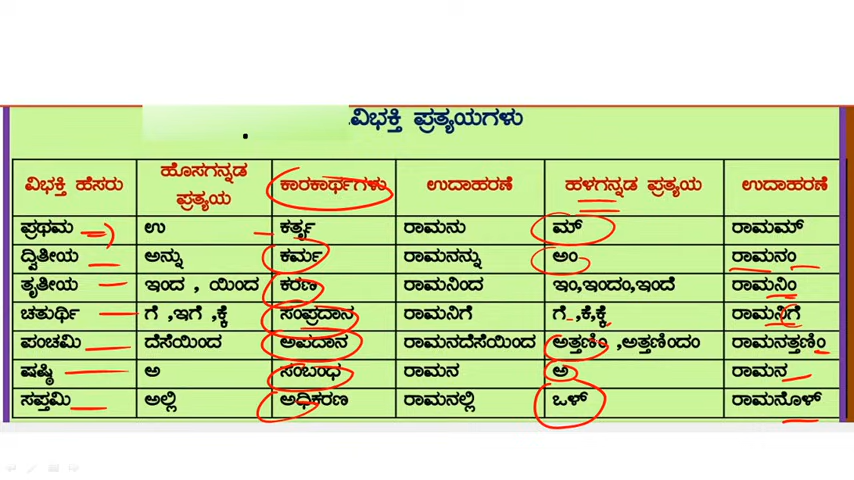 ವಿಭಕ್ತಿ ಪ್ರತ್ಯಯಗಳು
ವಿಭಕ್ತಿ ಹೆಸರು ಹೊಸಗನ್ನಡ ಪ್ರತ್ಯಯ ಕಾರಕಾರ್ಥಗಳು ಉದಾಹರಣೆ ಹಳಗನ್ನಡ ಪ್ರತ್ಯಯ ಉದಾಹರಣೆ
ಪ್ರಥಮ ಉ ಕರ್ತೃ ರಾಮನು ಮ್ ರಾಮಮ್
ದ್ವಿತೀಯ ಅನ್ನು ಕರ್ಮ ರಾಮನನ್ನು ಅಂ ರಾಮನಂ
ತೃತೀಯ ಇಂದ , ಯಿಂದ ಕರಣ ರಾಮನಿಂದ ಇಂ,ಇಂದಂ,ಇಂದೆ ರಾಮನಿಂ
ಚತುರ್ಥಿ ಗೆ ,ಇಗೆ ,ಕ್ಕೆ ಸಂಪ್ರದಾನ ರಾಮನಿಗೆ ಗೆ ,ಕೆ,ಕ್ಕೆ ರಾಮನಿಗೆ
ಪಂಚಮಿ ದೆಸೆಯಿಂದ ಅಪದಾನ ರಾಮನದೆಸೆಯಿಂದ ಅತ್ತಣಿಂ ,ಅತ್ತಣಿಂದಂ ರಾಮನತ್ತಣಿಂ
ಷಷ್ಠಿ ಅ ಸಂಬಂಧ ರಾಮನ ಅ ರಾಮನ
ಸಪ್ತಮಿ ಅಲ್ಲಿ ಅಧಿಕರಣ ರಾಮನಲ್ಲಿ ಒಳ್ ರಾಮನೊಳ್